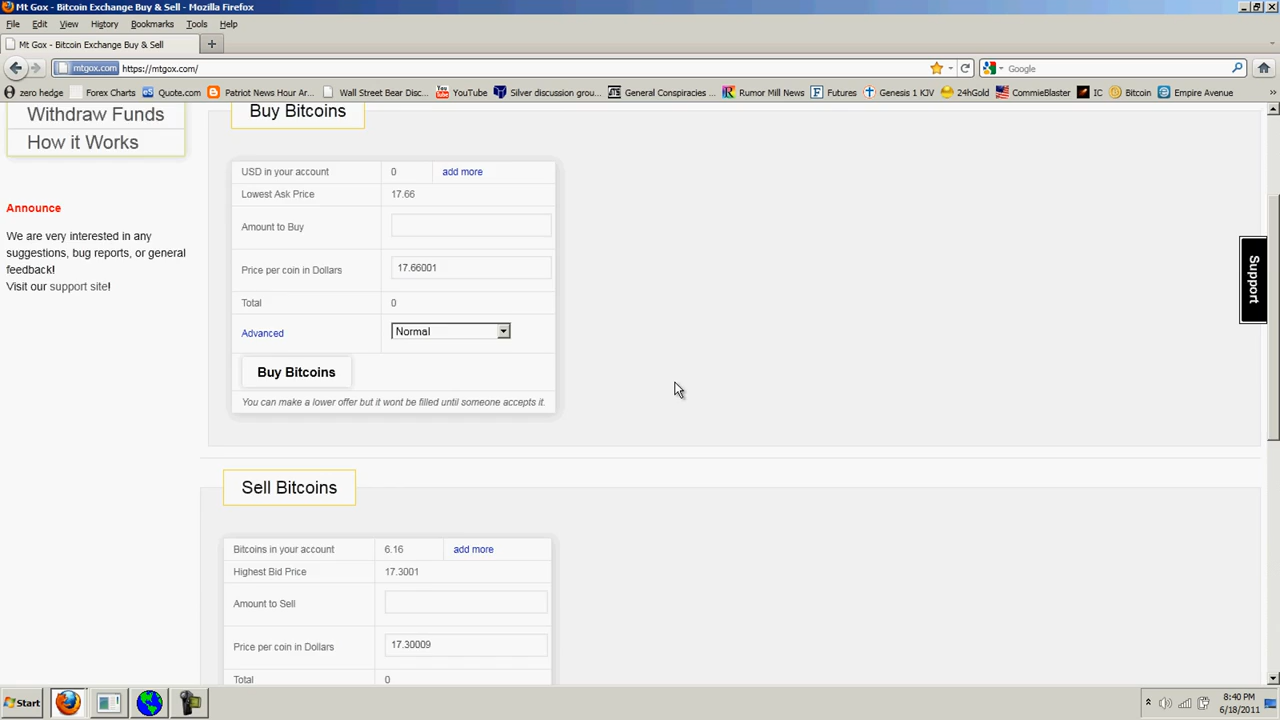 Mt Gox - Bitcoin Exchange Buy & Sell - Mozilla Firefox
File Edit View History Bookmarks Tools Help
Mt Gox - Bitcoin Exchange Buy & Sell
mtgox.com https://mtgox.com/ Google
zero hedge Forex Charts Quote.com Patriot News Hour Ar... Wall Street Bear Disc... YouTube Silver discussion grou... General Conspiracies ... Rumor Mill News Futures Genesis 1 KJV 24hGold CommieBlaster IC Bitcoin Empire Avenue
Withdraw Funds
How it Works
Announce
We are very interested in any
suggestions, bug reports, or general
feedback!
Visit our support site!
Buy Bitcoins
USD in your account 0 add more
Lowest Ask Price 17.66
Amount to Buy
Price per coin in Dollars 17.66001
Total 0
Advanced Normal
Buy Bitcoins
You can make a lower offer but it wont be filled until someone accepts it.
Support
Sell Bitcoins
Bitcoins in your account 6.16 add more
Highest Bid Price 17.3001
Amount to Sell
Price per coin in Dollars 17.30009
Total 0
Start
8:40 PM
6/18/2011